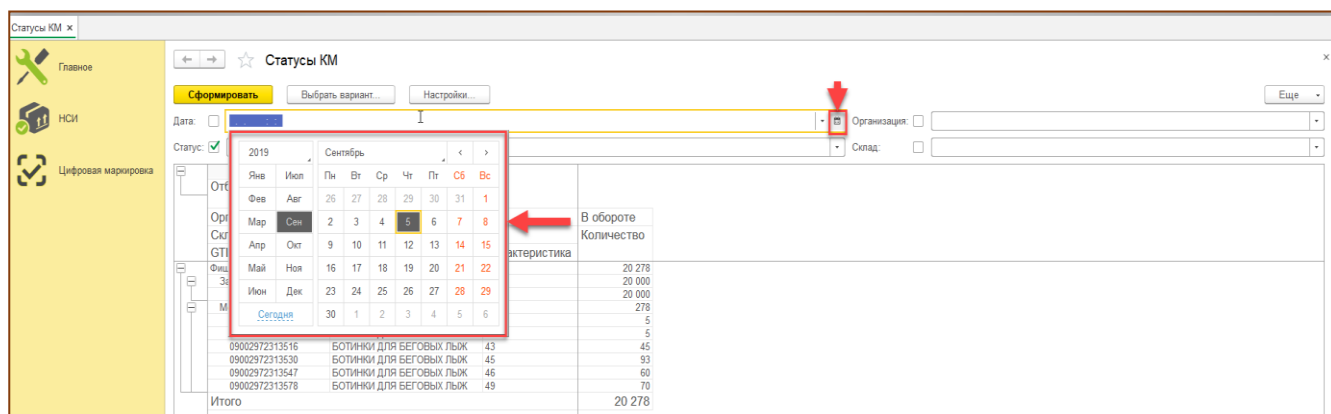 Статусы КМ ×
Главное
НСИ
Цифровая маркировка
Статусы КМ
Сформировать Выбрать вариант... Настройки... Еще
Дата: . . : : Организация:
Статус: Склад:
2019 Сентябрь < >
Янв Июл Пн Вт Ср Чт Пт Сб Вс
Фев Авг 26 27 28 29 30 31 1
Мар Сен 2 3 4 5 6 7 8
Апр Окт 9 10 11 12 13 14 15
Май Ноя 16 17 18 19 20 21 22
Июн Дек 23 24 25 26 27 28 29
Сегодня 30 1 2 3 4 5 6
В обороте
Количество
20 278
20 000
20 000
278
5
5
09002972313516 БОТИНКИ ДЛЯ БЕГОВЫХ ЛЫЖ 43 45
09002972313530 БОТИНКИ ДЛЯ БЕГОВЫХ ЛЫЖ 45 93
09002972313547 БОТИНКИ ДЛЯ БЕГОВЫХ ЛЫЖ 46 60
09002972313578 БОТИНКИ ДЛЯ БЕГОВЫХ ЛЫЖ 49 70
Итого 20 278